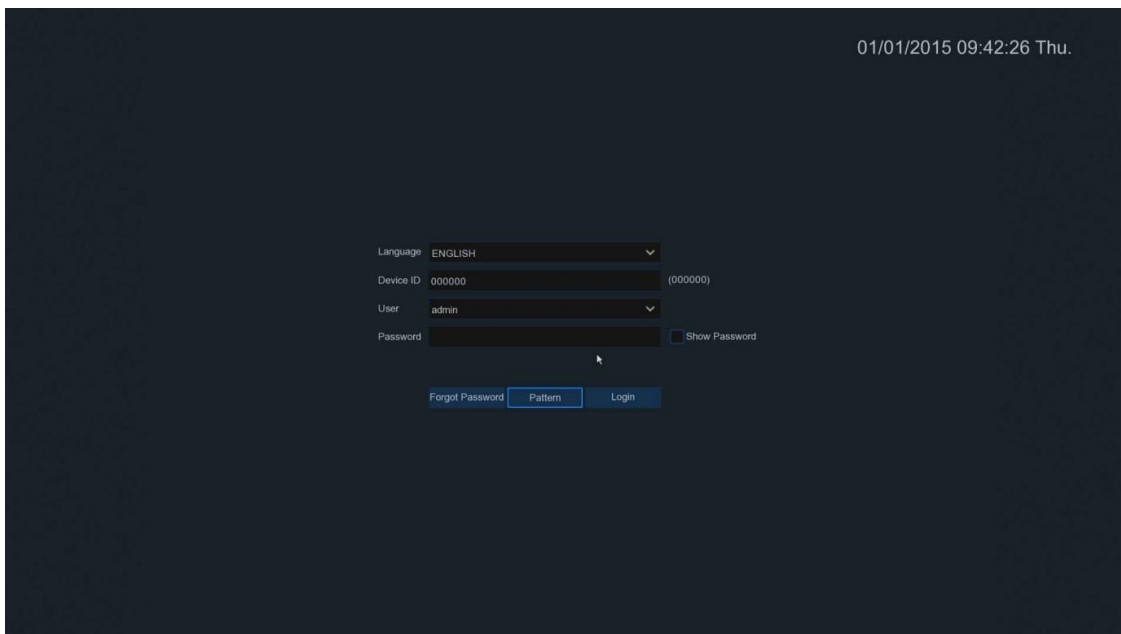 01/01/2015 09:42:26 Thu.
Language ENGLISH
Device ID 000000 (000000)
User admin
Password Show Password
Forgot Password Pattern Login